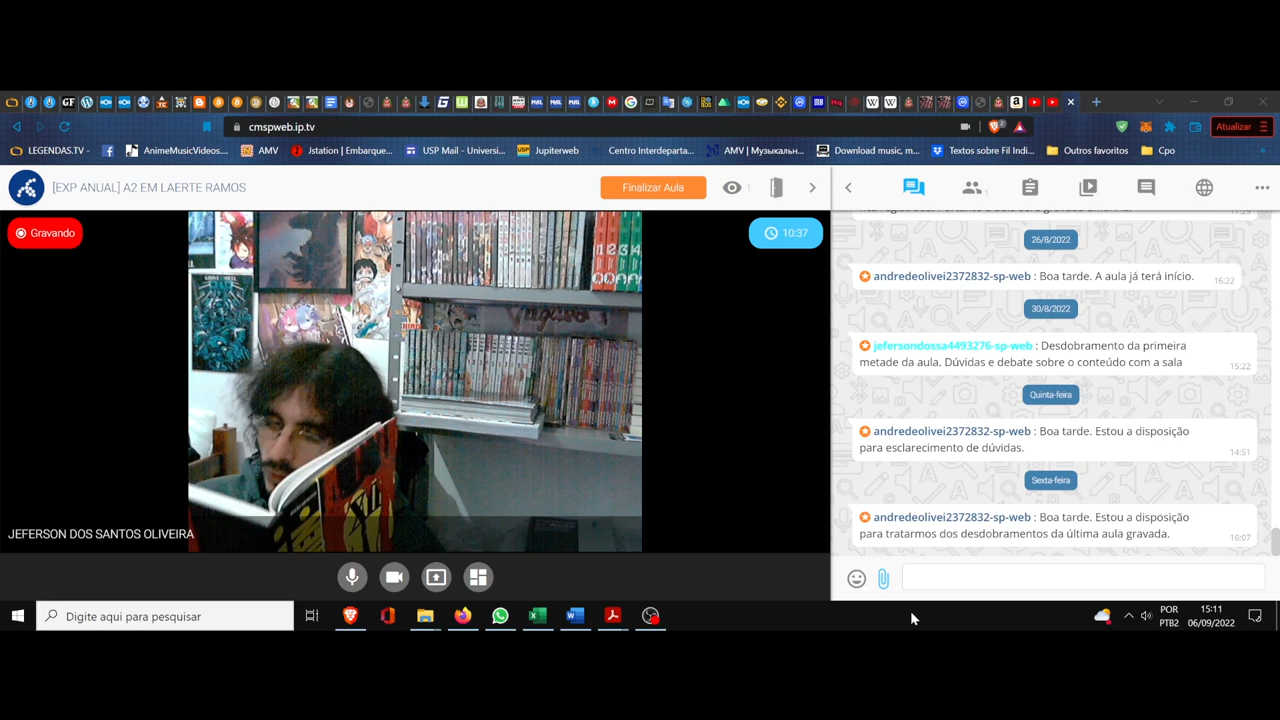 cmspweb.ip.tv
Atualizar
LEGENDAS.TV -
AnimeMusicVideos...
AMV
Jstation | Embarque...
USP Mail - Universi...
Jupiterweb
Centro Interdeparta...
AMV | Музыкальн...
Download music, m...
Textos sobre Fil Indi...
Outros favoritos
Cpo
[EXP ANUAL] A2 EM LAERTE RAMOS
Finalizar Aula
1
1
Gravando
10:37
26/8/2022
andredeolivei2372832-sp-web : Boa tarde. A aula já terá início.
16:22
30/8/2022
jefersondossa4493276-sp-web : Desdobramento da primeira
metade da aula. Dúvidas e debate sobre o conteúdo com a sala
15:22
Quinta-feira
andredeolivei2372832-sp-web : Boa tarde. Estou a disposição
para esclarecimento de dúvidas.
14:51
Sexta-feira
andredeolivei2372832-sp-web : Boa tarde. Estou a disposição
para tratarmos dos desdobramentos da última aula gravada.
16:07
JEFERSON DOS SANTOS OLIVEIRA
Digite aqui para pesquisar
POR
PTB2
15:11
06/09/2022